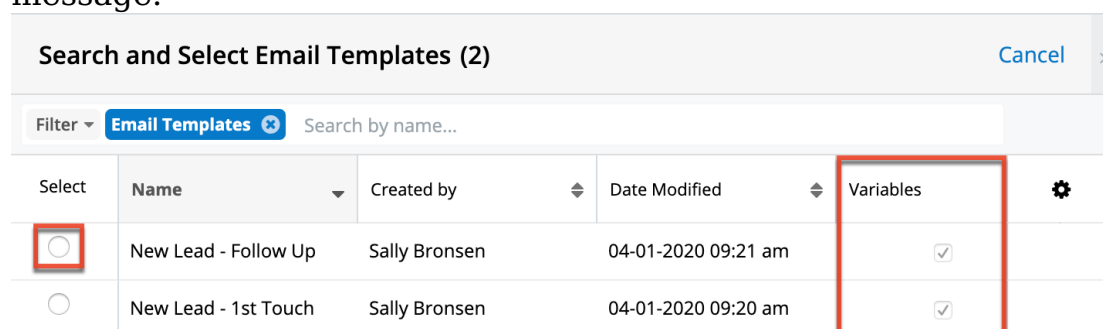 message.
Search and Select Email Templates (2) Cancel
Filter Email Templates Search by name...
Select Name Created by Date Modified Variables
New Lead - Follow Up Sally Bronsen 04-01-2020 09:21 am
New Lead - 1st Touch Sally Bronsen 04-01-2020 09:20 am